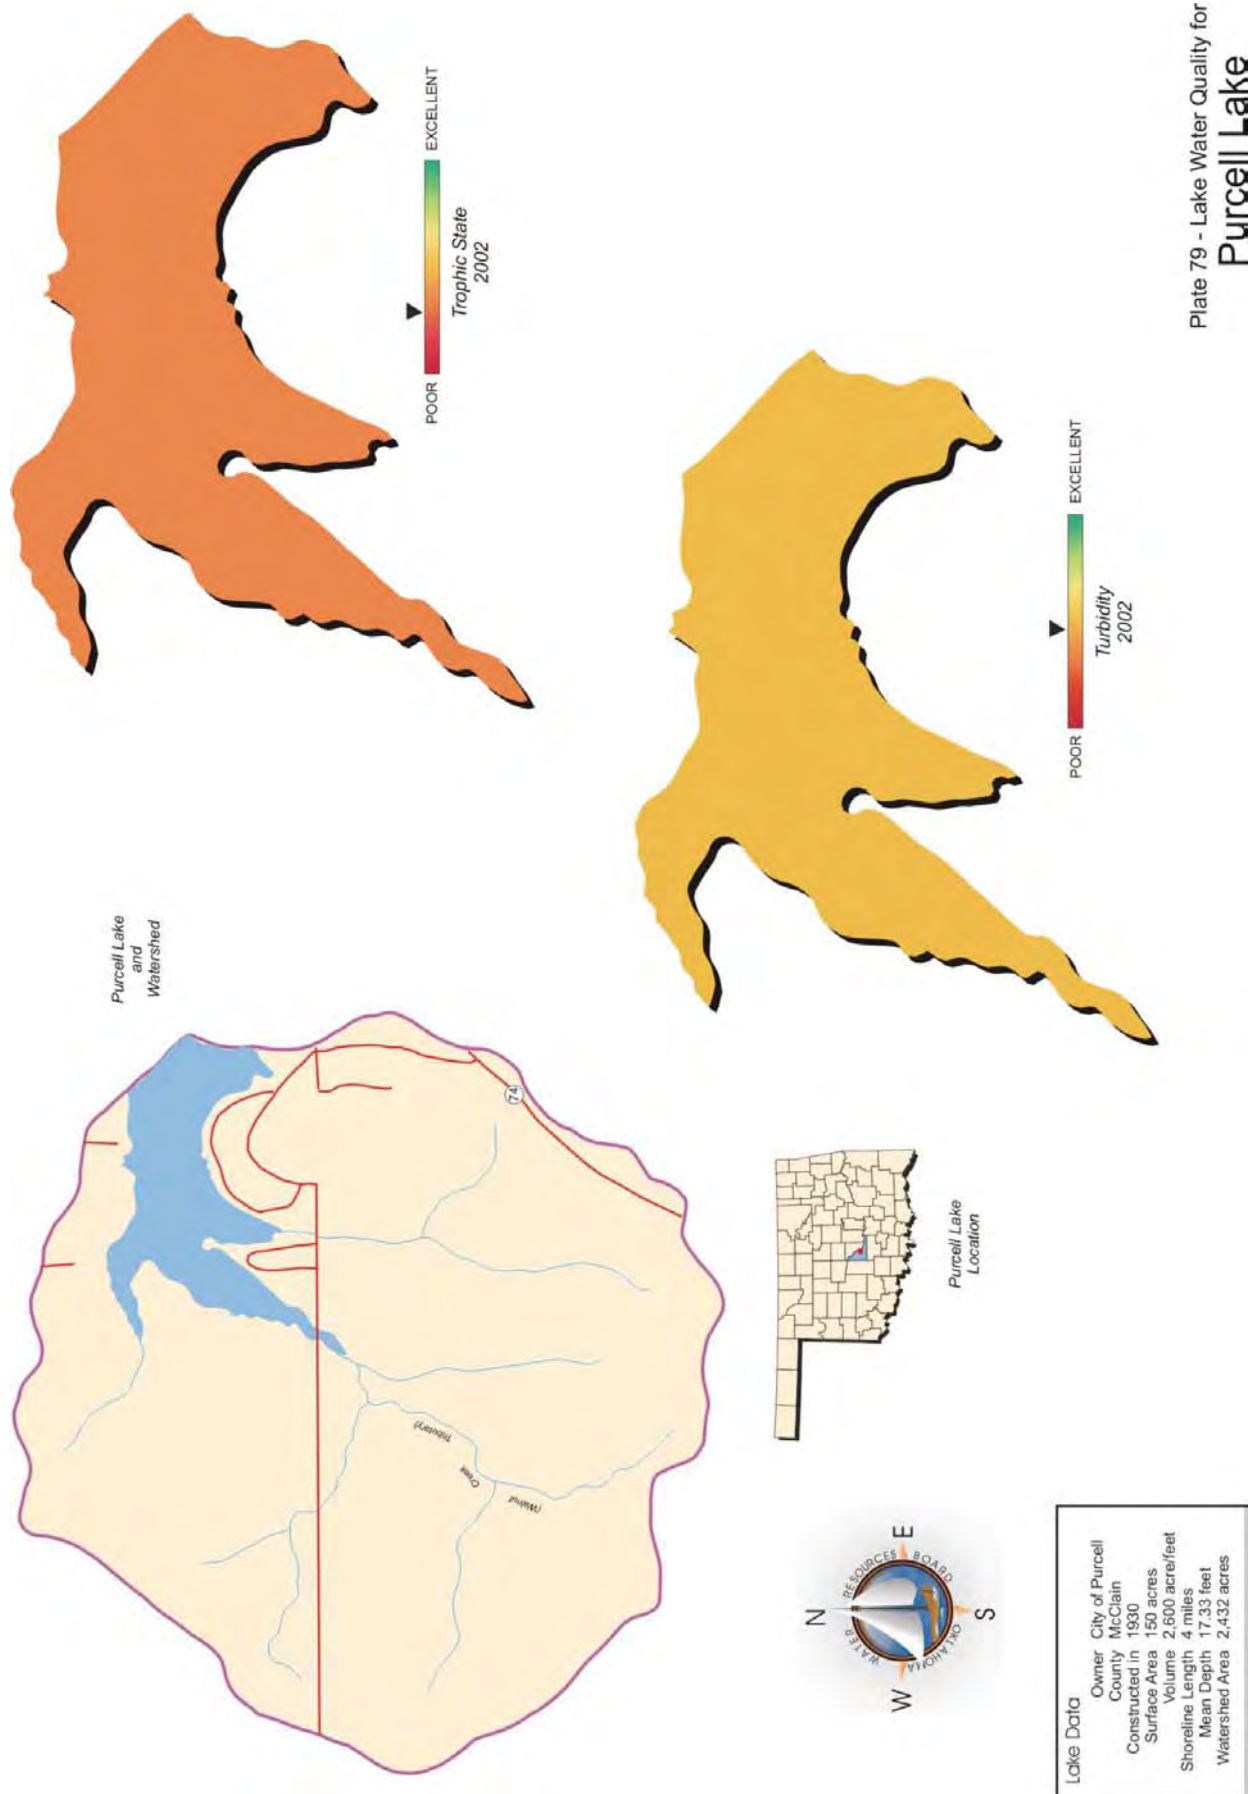 Plate 79 - Lake Water Quality for
Purcell Lake
Purcell Lake
and
Watershed
74
(Walnut
Creek
Tributary)
POOR
EXCELLENT
Trophic State
2002
POOR
EXCELLENT
Turbidity
2002
Purcell Lake
Location
N
E
S
W
OKLAHOMA
WATER
RESOURCES
BOARD
Lake Data
Owner City of Purcell
County McClain
Constructed in 1930
Surface Area 150 acres
Volume 2,600 acre/feet
Shoreline Length 4 miles
Mean Depth 17.33 feet
Watershed Area 2,432 acres